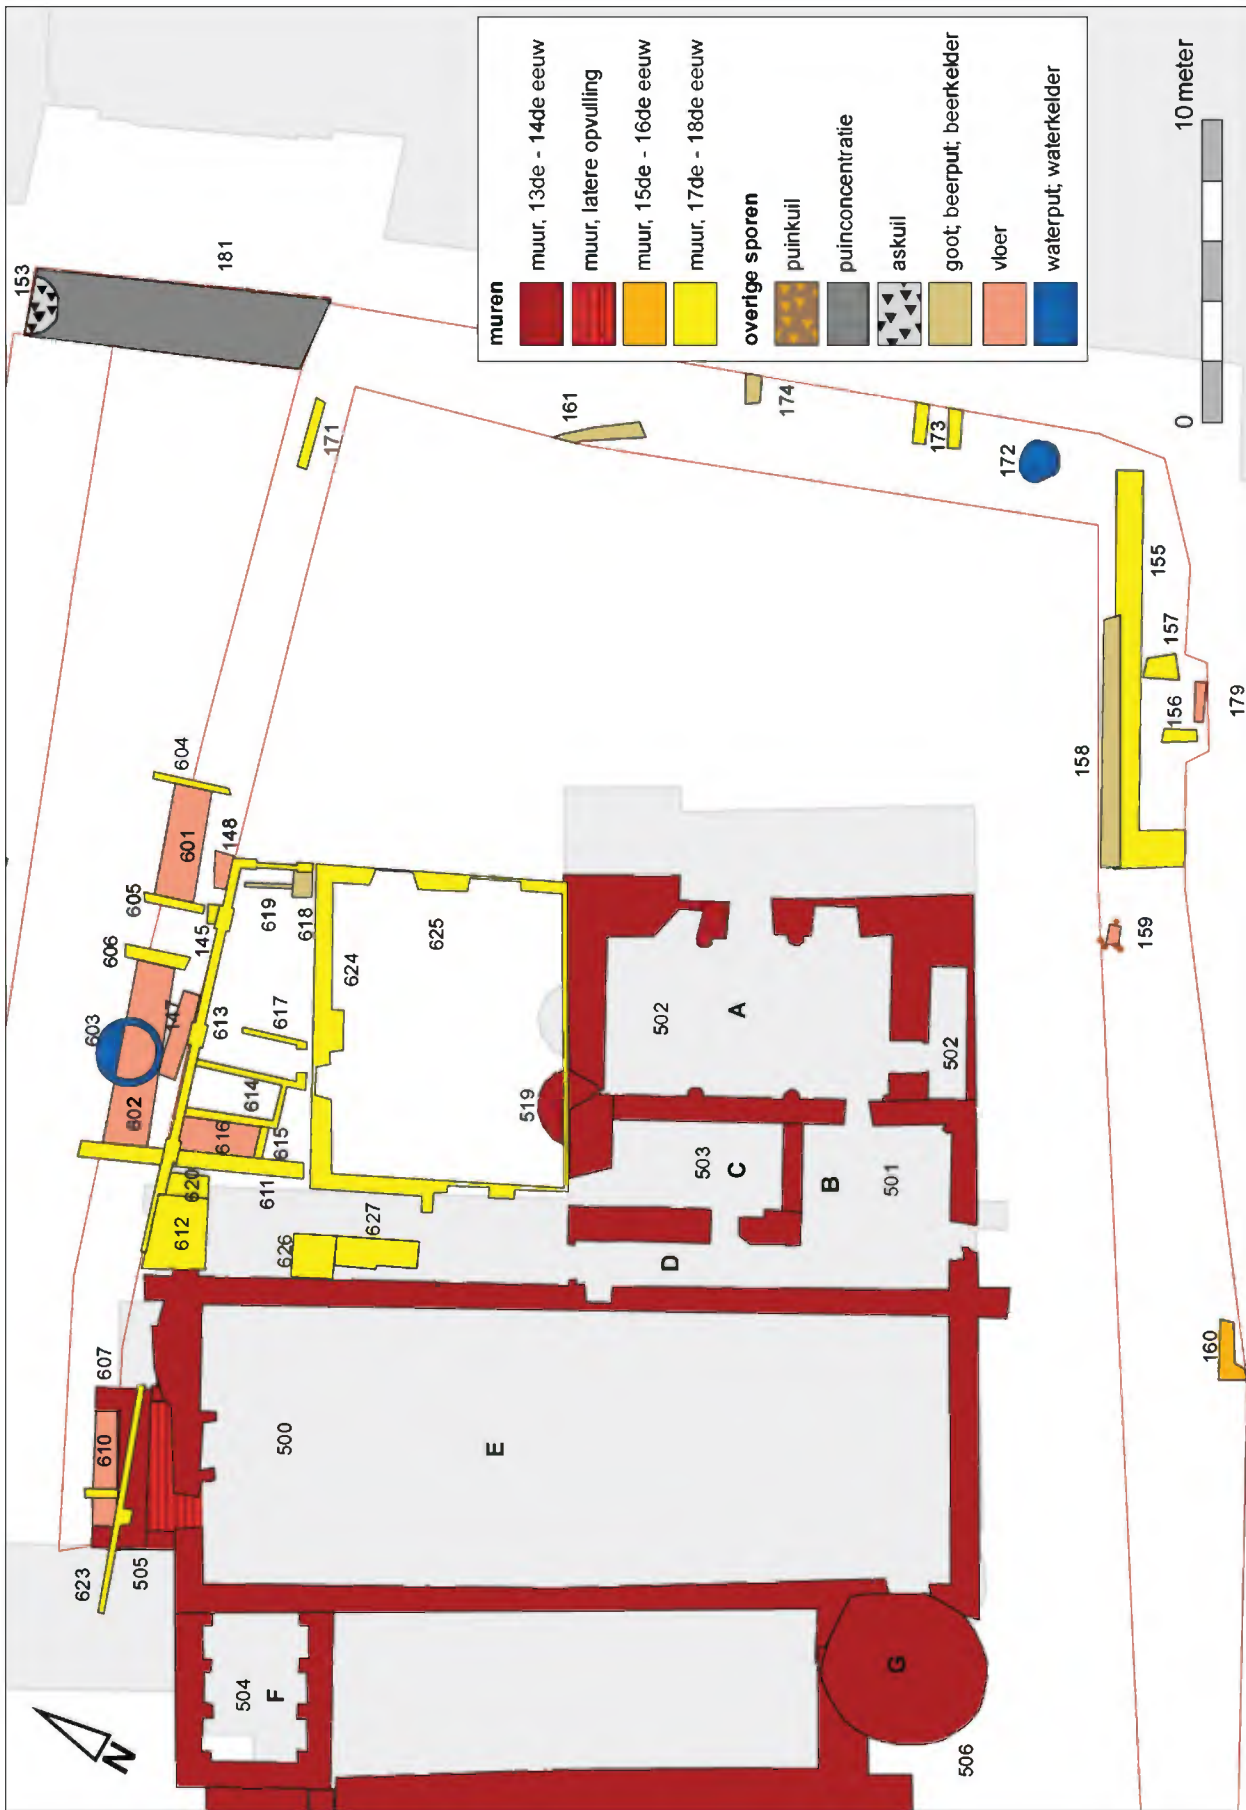 muren
muur, 13de - 14de eeuw
muur, latere opvulling
muur, 15de - 16de eeuw
muur, 17de - 18de eeuw
overige sporen
puinkuil
puinconcentratie
askuil
goot; beerput; beerkelder
vloer
waterput; waterkelder
0
10 meter
N
153
181
171
161
174
173
172
155
157
156
179
158
159
160
604
601
148
605
606
145
619
618
603
147
613
617
624
625
602
614
616
615
620
611
612
626
627
519
502
A
502
503
C
B
501
D
607
610
623
505
500
E
504
F
G
506